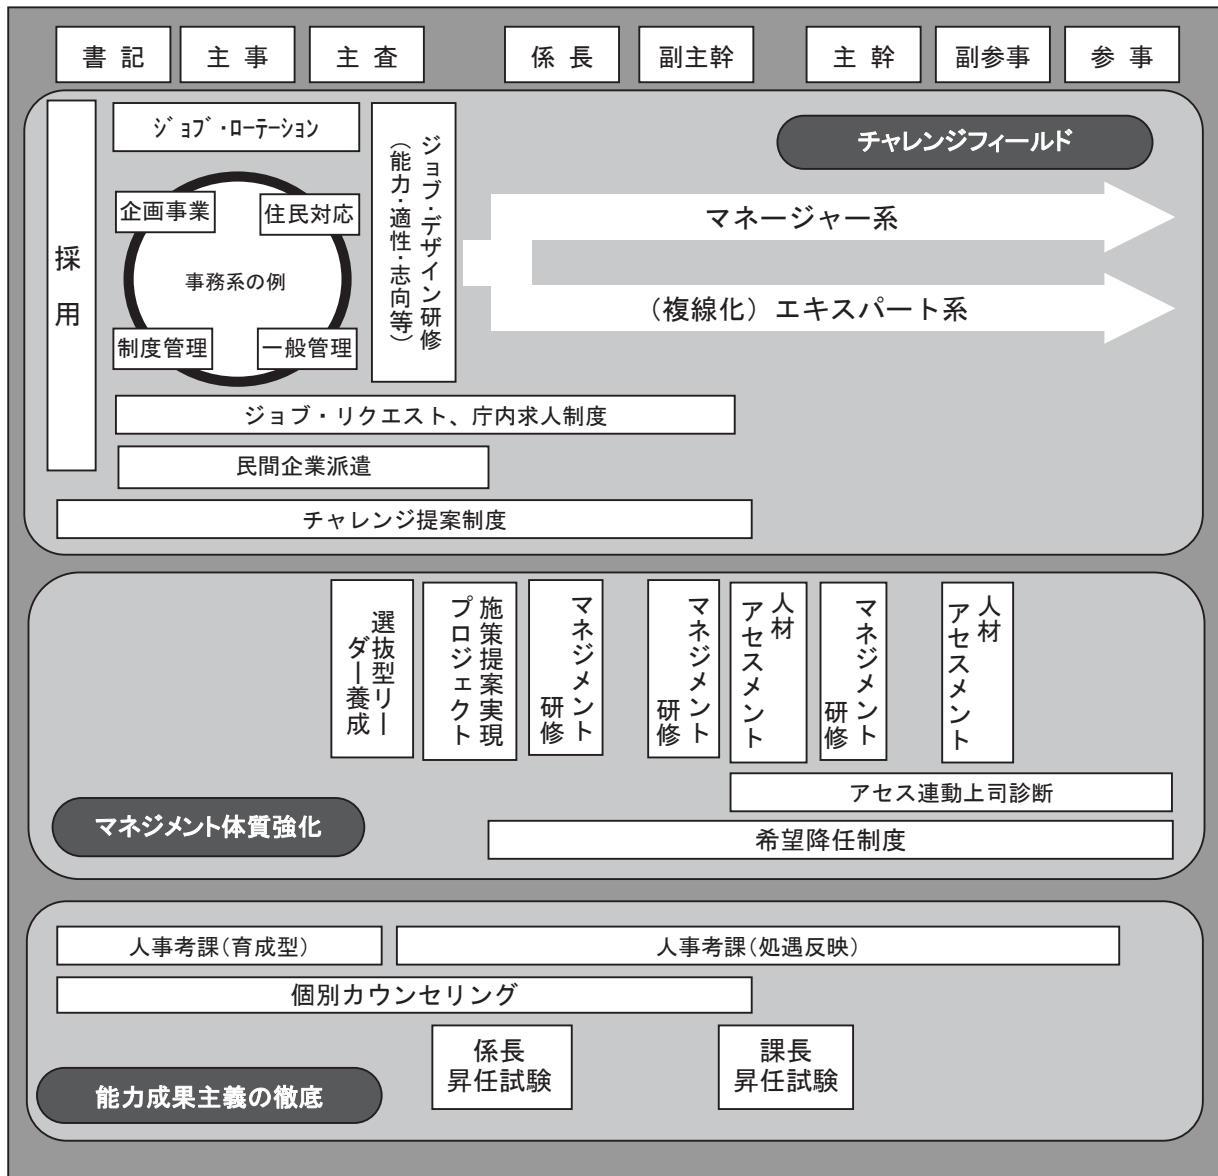 書記
主事
主査
係長
副主幹
主幹
副参事
参事
採用
ｼﾞｮﾌﾞ･ﾛｰﾃｰｼｮﾝ
企画事業
住民対応
事務系の例
制度管理
一般管理
ジョブ･デザイン研修
（能力･適性･志向等）
チャレンジフィールド
マネージャー系
（複線化）エキスパート系
ジョブ・リクエスト、庁内求人制度
民間企業派遣
チャレンジ提案制度
選抜型リー
ダー養成
施策提案実現
プロジェクト
マネジメント
研修
マネジメント
研修
人材
アセスメント
マネジメント
研修
人材
アセスメント
アセス連動上司診断
マネジメント体質強化
希望降任制度
人事考課（育成型）
人事考課（処遇反映）
個別カウンセリング
係長
昇任試験
課長
昇任試験
能力成果主義の徹底